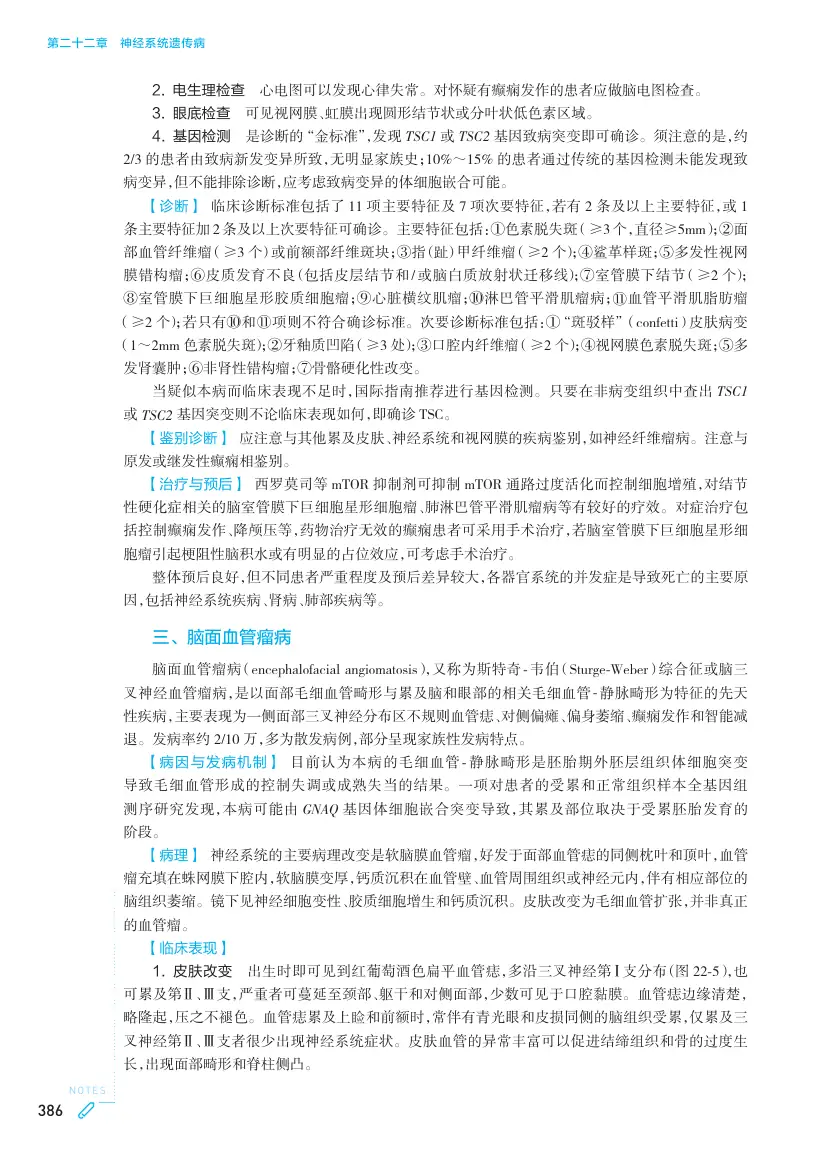 第二十二章 神经系统遗传病
2. 电生理检查 心电图可以发现心律失常。对怀疑有癫痫发作的患者应做脑电图检查。
3. 眼底检查 可见视网膜、虹膜出现圆形结节状或分叶状低色素区域。
4. 基因检测 是诊断的“金标准”,发现 TSC1 或 TSC2 基因致病突变即可确诊。须注意的是,约
2/3 的患者由致病新发变异所致,无明显家族史;10%～15% 的患者通过传统的基因检测未能发现致
病变异,但不能排除诊断,应考虑致病变异的体细胞嵌合可能。
【诊断】 临床诊断标准包括了 11 项主要特征及 7 项次要特征,若有 2 条及以上主要特征,或 1
条主要特征加 2 条及以上次要特征可确诊。主要特征包括:①色素脱失斑（≥3 个,直径≥5mm）;②面
部血管纤维瘤（≥3 个）或前额部纤维斑块;③指（趾）甲纤维瘤（≥2 个）;④鲨革样斑;⑤多发性视网
膜错构瘤;⑥皮质发育不良（包括皮层结节和/或脑白质放射状迁移线）;⑦室管膜下结节（≥2 个）;
⑧室管膜下巨细胞星形胶质细胞瘤;⑨心脏横纹肌瘤;⑩淋巴管平滑肌瘤病;⑪血管平滑肌脂肪瘤
（≥2 个）;若只有⑩和⑪项则不符合确诊标准。次要诊断标准包括:①“斑驳样”（confetti）皮肤病变
（1～2mm 色素脱失斑）;②牙釉质凹陷（≥3 处）;③口腔内纤维瘤（≥2 个）;④视网膜色素脱失斑;⑤多
发肾囊肿;⑥非肾性错构瘤;⑦骨骼硬化性改变。
当疑似本病而临床表现不足时,国际指南推荐进行基因检测。只要在非病变组织中查出 TSC1
或 TSC2 基因突变则不论临床表现如何,即确诊 TSC。
【鉴别诊断】 应注意与其他累及皮肤、神经系统和视网膜的疾病鉴别,如神经纤维瘤病。注意与
原发或继发性癫痫相鉴别。
【治疗与预后】 西罗莫司等 mTOR 抑制剂可抑制 mTOR 通路过度活化而控制细胞增殖,对结节
性硬化症相关的脑室管膜下巨细胞星形细胞瘤、肺淋巴管平滑肌瘤病等有较好的疗效。对症治疗包
括控制癫痫发作、降颅压等,药物治疗无效的癫痫患者可采用手术治疗,若脑室管膜下巨细胞星形细
胞瘤引起梗阻性脑积水或有明显的占位效应,可考虑手术治疗。
整体预后良好,但不同患者严重程度及预后差异较大,各器官系统的并发症是导致死亡的主要原
因,包括神经系统疾病、肾病、肺部疾病等。
三、脑面血管瘤病
脑面血管瘤病（encephalofacial angiomatosis）,又称为斯特奇-韦伯（Sturge-Weber）综合征或脑三
叉神经血管瘤病,是以面部毛细血管畸形与累及脑和眼部的相关毛细血管-静脉畸形为特征的先天
性疾病,主要表现为一侧面部三叉神经分布区不规则血管痣、对侧偏瘫、偏身萎缩、癫痫发作和智能减
退。发病率约 2/10 万,多为散发病例,部分呈现家族性发病特点。
【病因与发病机制】 目前认为本病的毛细血管-静脉畸形是胚胎期外胚层组织体细胞突变
导致毛细血管形成的控制失调或成熟失当的结果。一项对患者的受累和正常组织样本全基因组
测序研究发现,本病可能由 GNAQ 基因体细胞嵌合突变导致,其累及部位取决于受累胚胎发育的
阶段。
【病理】 神经系统的主要病理改变是软脑膜血管瘤,好发于面部血管痣的同侧枕叶和顶叶,血管
瘤充填在蛛网膜下腔内,软脑膜变厚,钙质沉积在血管壁、血管周围组织或神经元内,伴有相应部位的
脑组织萎缩。镜下见神经细胞变性、胶质细胞增生和钙质沉积。皮肤改变为毛细血管扩张,并非真正
的血管瘤。
【临床表现】
1. 皮肤改变 出生时即可见到红葡萄酒色扁平血管痣,多沿三叉神经第Ⅰ支分布（图 22-5）,也
可累及第Ⅱ、Ⅲ支,严重者可蔓延至颈部、躯干和对侧面部,少数可见于口腔黏膜。血管痣边缘清楚,
略隆起,压之不褪色。血管痣累及上睑和前额时,常伴有青光眼和皮损同侧的脑组织受累,仅累及三
叉神经第Ⅱ、Ⅲ支者很少出现神经系统症状。皮肤血管的异常丰富可以促进结缔组织和骨的过度生
长,出现面部畸形和脊柱侧凸。
NOTES
386